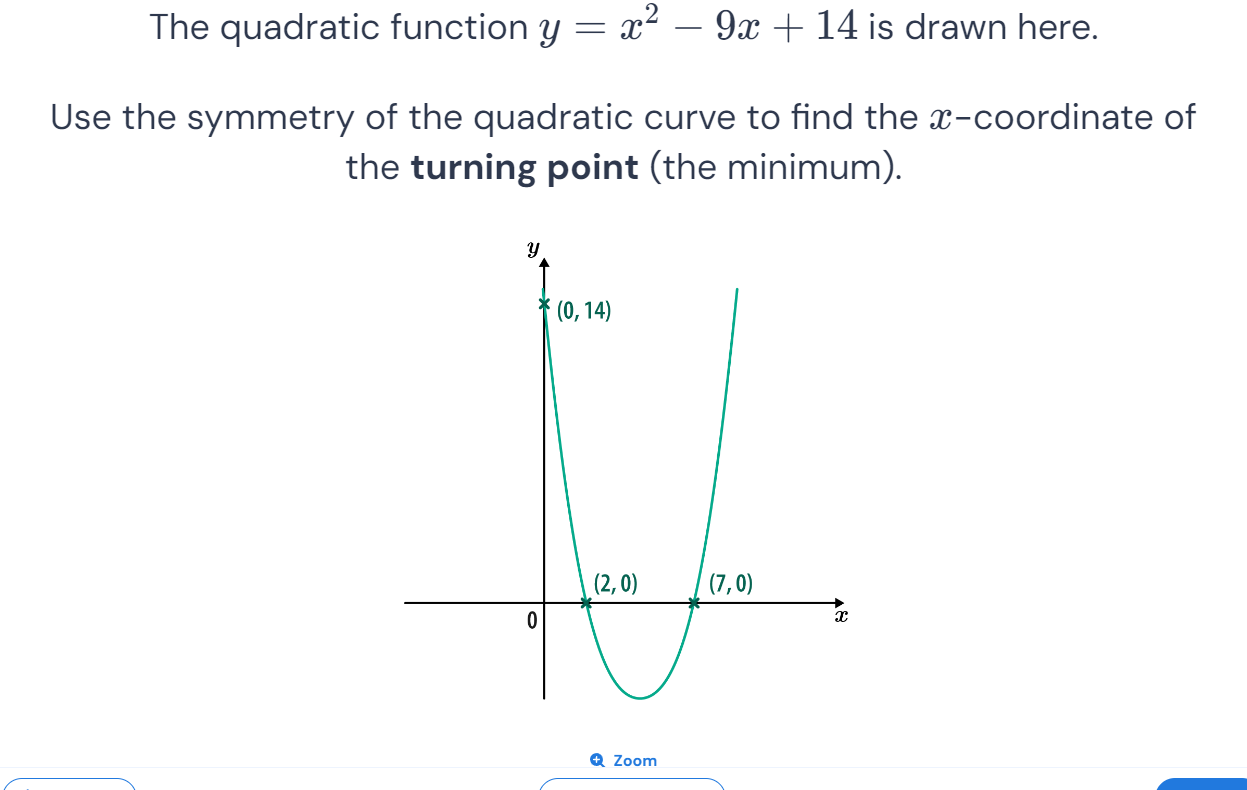 The quadratic function y = x² − 9x + 14 is drawn here.
Use the symmetry of the quadratic curve to find the x-coordinate of
the turning point (the minimum).
y
(0, 14)
(2, 0)
(7, 0)
0
x
Zoom